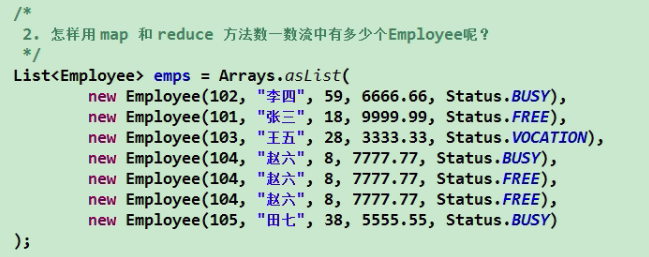 /*
 2. 怎样用 map 和 reduce 方法数一数流中有多少个Employee呢？
 */
List<Employee> emps = Arrays.asList(
        new Employee(102, "李四", 59, 6666.66, Status.BUSY),
        new Employee(101, "张三", 18, 9999.99, Status.FREE),
        new Employee(103, "王五", 28, 3333.33, Status.VOCATION),
        new Employee(104, "赵六", 8, 7777.77, Status.BUSY),
        new Employee(104, "赵六", 8, 7777.77, Status.FREE),
        new Employee(104, "赵六", 8, 7777.77, Status.FREE),
        new Employee(105, "田七", 38, 5555.55, Status.BUSY)
);